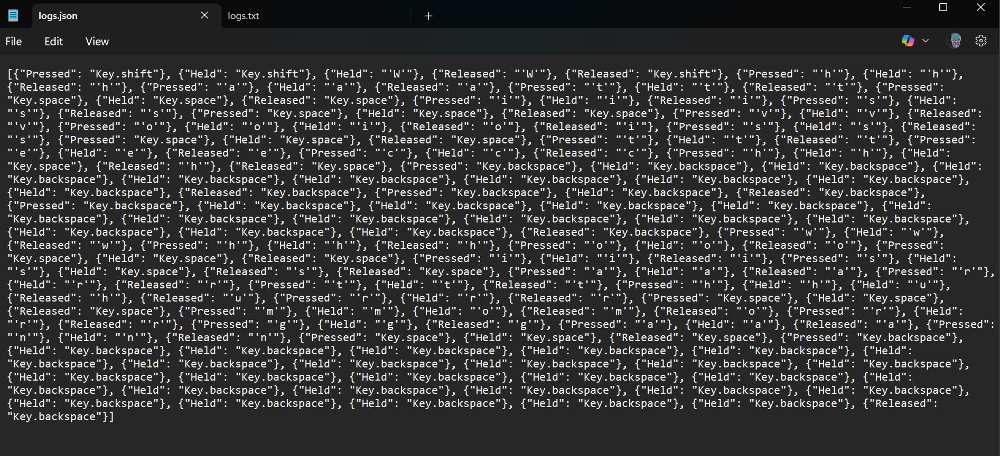 logs.json
logs.txt
File Edit View
[{"Pressed": "Key.shift"}, {"Held": "Key.shift"}, {"Held": "'W'"}, {"Released": "'W'"}, {"Released": "Key.shift"}, {"Pressed": "'h'"}, {"Held": "'h'"},
{"Released": "'h'"}, {"Pressed": "'a'"}, {"Held": "'a'"}, {"Released": "'a'"}, {"Pressed": "'t'"}, {"Held": "'t'"}, {"Released": "'t'"}, {"Pressed":
"Key.space"}, {"Held": "Key.space"}, {"Released": "Key.space"}, {"Pressed": "'i'"}, {"Held": "'i'"}, {"Released": "'i'"}, {"Pressed": "'s'"}, {"Held":
"'s'"}, {"Released": "'s'"}, {"Pressed": "Key.space"}, {"Held": "Key.space"}, {"Released": "Key.space"}, {"Pressed": "'v'"}, {"Held": "'v'"}, {"Released":
"'v'"}, {"Pressed": "'o'"}, {"Held": "'o'"}, {"Held": "'i'"}, {"Released": "'o'"}, {"Released": "'i'"}, {"Pressed": "'s'"}, {"Held": "'s'"}, {"Released":
"'s'"}, {"Pressed": "Key.space"}, {"Held": "Key.space"}, {"Released": "Key.space"}, {"Pressed": "'t'"}, {"Held": "'t'"}, {"Released": "'t'"}, {"Pressed":
"'e'"}, {"Held": "'e'"}, {"Released": "'e'"}, {"Pressed": "'c'"}, {"Held": "'c'"}, {"Released": "'c'"}, {"Pressed": "'h'"}, {"Held": "'h'"}, {"Held":
"Key.space"}, {"Released": "'h'"}, {"Released": "Key.space"}, {"Pressed": "Key.backspace"}, {"Held": "Key.backspace"}, {"Held": "Key.backspace"}, {"Held":
"Key.backspace"}, {"Held": "Key.backspace"}, {"Held": "Key.backspace"}, {"Held": "Key.backspace"}, {"Held": "Key.backspace"}, {"Held": "Key.backspace"},
{"Held": "Key.backspace"}, {"Released": "Key.backspace"}, {"Pressed": "Key.backspace"}, {"Held": "Key.backspace"}, {"Released": "Key.backspace"},
{"Pressed": "Key.backspace"}, {"Held": "Key.backspace"}, {"Held": "Key.backspace"}, {"Held": "Key.backspace"}, {"Held": "Key.backspace"}, {"Held":
"Key.backspace"}, {"Held": "Key.backspace"}, {"Held": "Key.backspace"}, {"Held": "Key.backspace"}, {"Held": "Key.backspace"}, {"Held": "Key.backspace"},
{"Held": "Key.backspace"}, {"Held": "Key.backspace"}, {"Held": "Key.backspace"}, {"Released": "Key.backspace"}, {"Pressed": "'w'"}, {"Held": "'w'"},
{"Released": "'w'"}, {"Pressed": "'h'"}, {"Held": "'h'"}, {"Released": "'h'"}, {"Pressed": "'o'"}, {"Held": "'o'"}, {"Released": "'o'"}, {"Pressed":
"Key.space"}, {"Held": "Key.space"}, {"Released": "Key.space"}, {"Pressed": "'i'"}, {"Held": "'i'"}, {"Released": "'i'"}, {"Pressed": "'s'"}, {"Held":
"'s'"}, {"Held": "Key.space"}, {"Released": "'s'"}, {"Released": "Key.space"}, {"Pressed": "'a'"}, {"Held": "'a'"}, {"Released": "'a'"}, {"Pressed": "'r'"},
{"Held": "'r'"}, {"Released": "'r'"}, {"Pressed": "'t'"}, {"Held": "'t'"}, {"Released": "'t'"}, {"Pressed": "'h'"}, {"Held": "'h'"}, {"Held": "'u'"},
{"Released": "'h'"}, {"Released": "'u'"}, {"Pressed": "'r'"}, {"Held": "'r'"}, {"Released": "'r'"}, {"Pressed": "Key.space"}, {"Held": "Key.space"},
{"Released": "Key.space"}, {"Pressed": "'m'"}, {"Held": "'m'"}, {"Held": "'o'"}, {"Released": "'m'"}, {"Released": "'o'"}, {"Pressed": "'r'"}, {"Held":
"'r'"}, {"Released": "'r'"}, {"Pressed": "'g'"}, {"Held": "'g'"}, {"Released": "'g'"}, {"Pressed": "'a'"}, {"Held": "'a'"}, {"Released": "'a'"}, {"Pressed":
"'n'"}, {"Held": "'n'"}, {"Released": "'n'"}, {"Pressed": "Key.space"}, {"Held": "Key.space"}, {"Released": "Key.space"}, {"Pressed": "Key.backspace"},
{"Held": "Key.backspace"}, {"Held": "Key.backspace"}, {"Held": "Key.backspace"}, {"Held": "Key.backspace"}, {"Held": "Key.backspace"}, {"Held":
"Key.backspace"}, {"Held": "Key.backspace"}, {"Held": "Key.backspace"}, {"Held": "Key.backspace"}, {"Held": "Key.backspace"}, {"Held": "Key.backspace"},
{"Held": "Key.backspace"}, {"Held": "Key.backspace"}, {"Held": "Key.backspace"}, {"Held": "Key.backspace"}, {"Held": "Key.backspace"}, {"Held":
"Key.backspace"}, {"Held": "Key.backspace"}, {"Held": "Key.backspace"}, {"Held": "Key.backspace"}, {"Held": "Key.backspace"}, {"Held": "Key.backspace"},
{"Held": "Key.backspace"}, {"Held": "Key.backspace"}, {"Held": "Key.backspace"}, {"Held": "Key.backspace"}, {"Held": "Key.backspace"}, {"Released":
"Key.backspace"}]